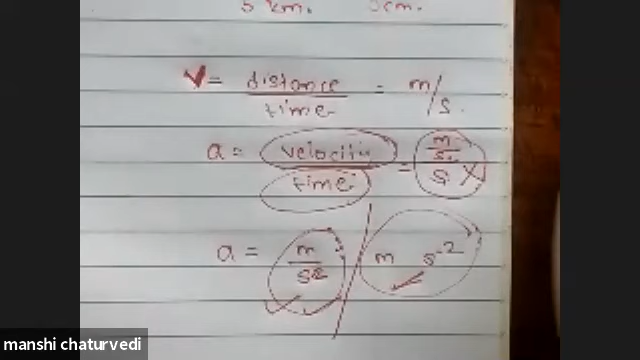 5 km. 5cm.
V = distance / time = m/s.
a = velocity / time = m/s / s
a = m/s² / m s⁻²
manshi chaturvedi